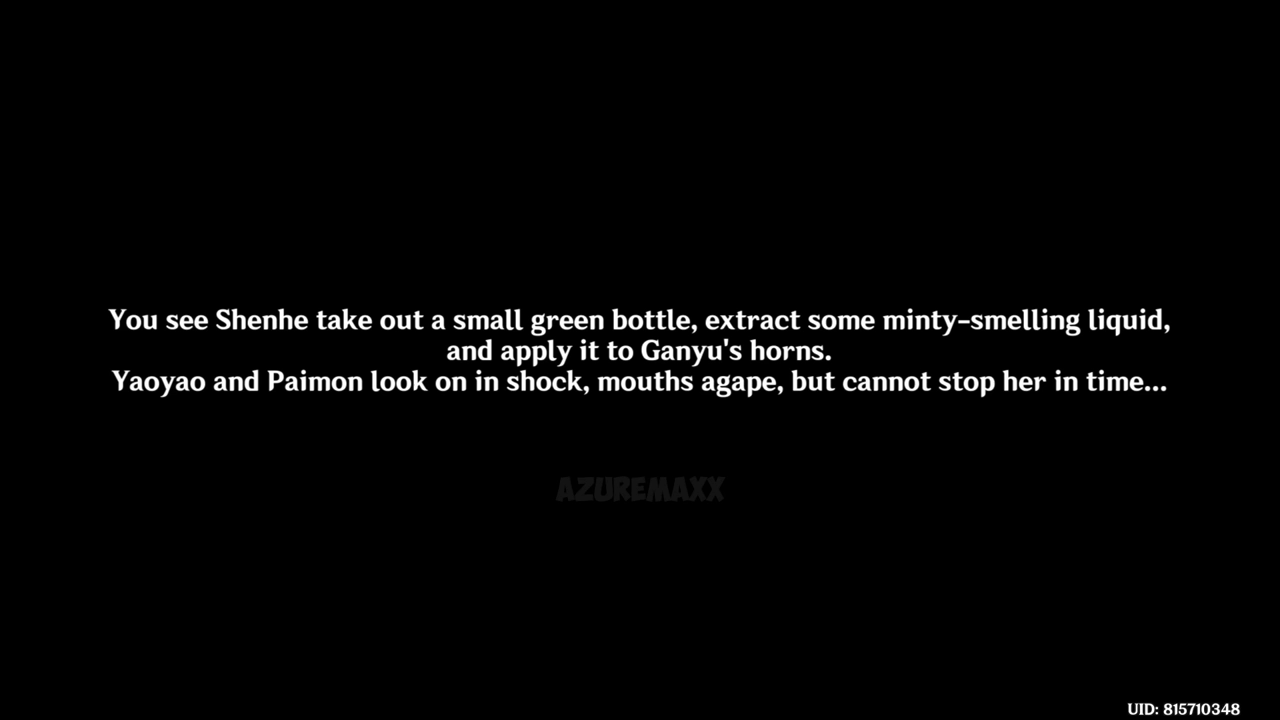 You see Shenhe take out a small green bottle, extract some minty-smelling liquid,
and apply it to Ganyu's horns.
Yaoyao and Paimon look on in shock, mouths agape, but cannot stop her in time...
AZUREMAXX
UID: 815710348